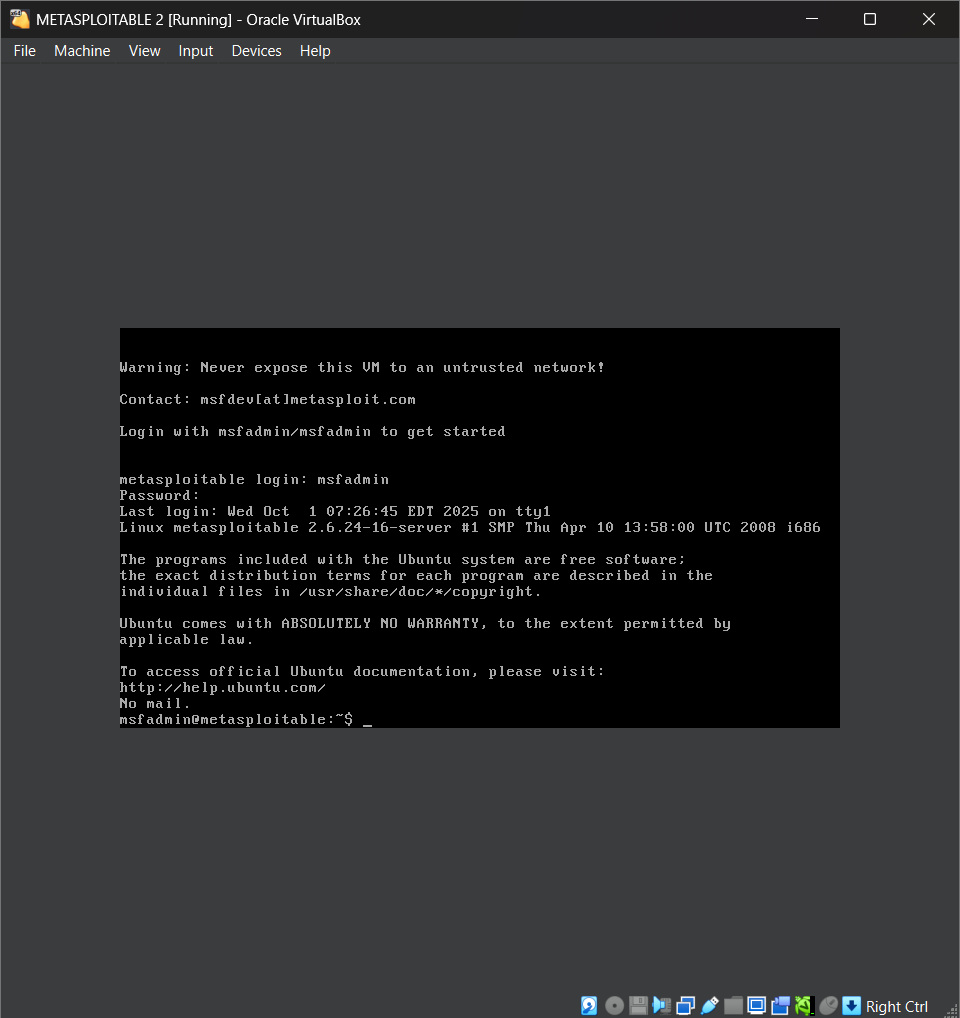 METASPLOITABLE 2 [Running] - Oracle VirtualBox
File Machine View Input Devices Help
Warning: Never expose this VM to an untrusted network!
Contact: msfdev[at]metasploit.com
Login with msfadmin/msfadmin to get started
metasploitable login: msfadmin
Password:
Last login: Wed Oct  1 07:26:45 EDT 2025 on tty1
Linux metasploitable 2.6.24-16-server #1 SMP Thu Apr 10 13:58:00 UTC 2008 i686
The programs included with the Ubuntu system are free software;
the exact distribution terms for each program are described in the
individual files in /usr/share/doc/*/copyright.
Ubuntu comes with ABSOLUTELY NO WARRANTY, to the extent permitted by
applicable law.
To access official Ubuntu documentation, please visit:
http://help.ubuntu.com/
No mail.
msfadmin@metasploitable:~$ _
Right Ctrl